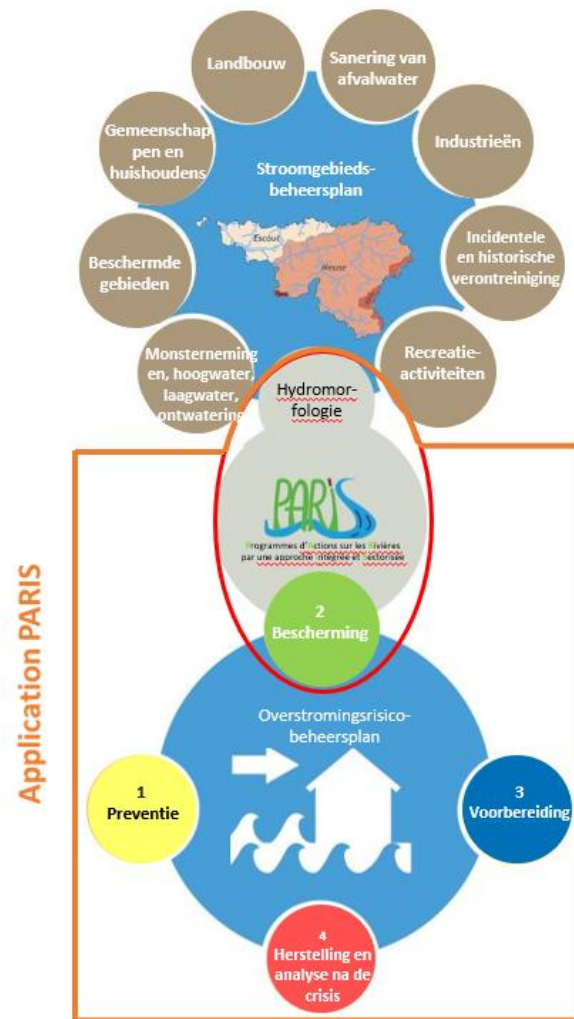 Landbouw
Sanering van
afvalwater
Gemeenschap
pen en
huishoudens
Industrieën
Stroomgebieds-
beheersplan
Escaut
Meuse
Beschermde
gebieden
Incidentele
en historische
verontreiniging
Monsterneming
en, hoogwater,
laagwater,
ontwatering
Recreatie-
activiteiten
Hydromor-
fologie
PARIS
Programmes d'Actions sur les Rivières
par une approche Intégrée et Sectorisée
2
Bescherming
Overstromingsrisico-
beheersplan
1
Preventie
3
Voorbereiding
4
Herstelling en
analyse na de
crisis
Application PARIS